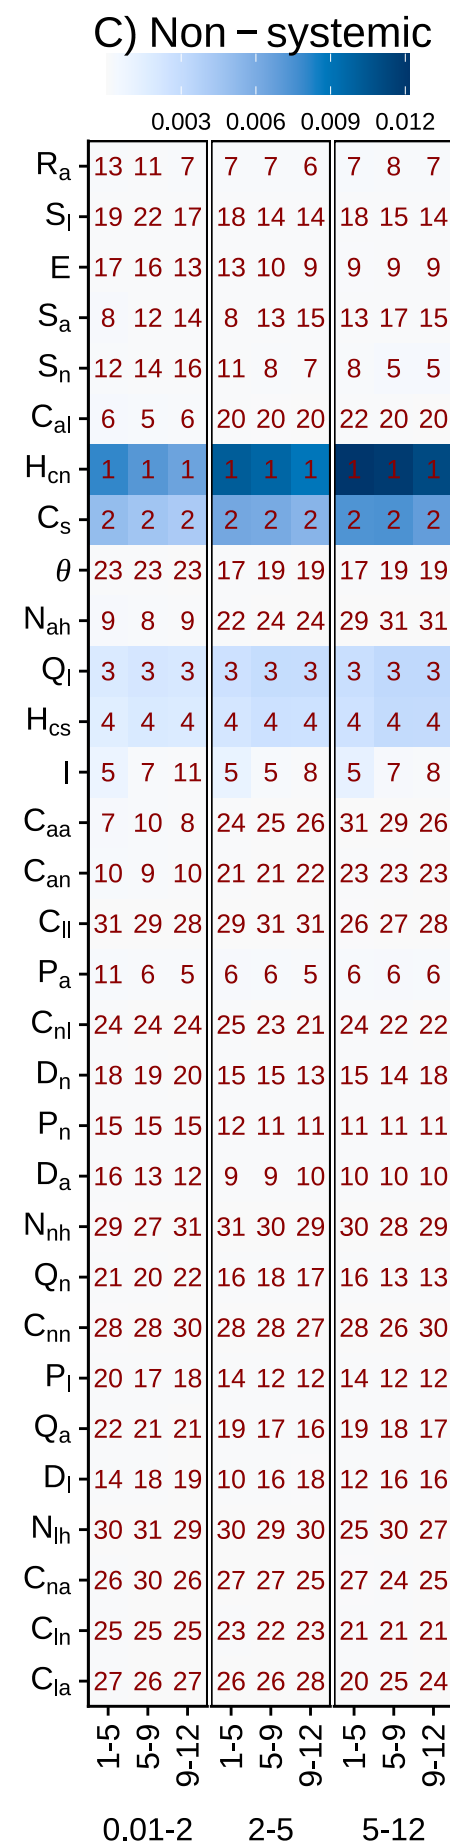 C) Non − systemic
0.003 0.006 0.009 0.012
Ra 13 11 7 7 7 6 7 8 7
Sl 19 22 17 18 14 14 18 15 14
E 17 16 13 13 10 9 9 9 9
Sa 8 12 14 8 13 15 13 17 15
Sn 12 14 16 11 8 7 8 5 5
Cal 6 5 6 20 20 20 22 20 20
Hcn 1 1 1 1 1 1 1 1 1
Cs 2 2 2 2 2 2 2 2 2
θ 23 23 23 17 19 19 17 19 19
Nah 9 8 9 22 24 24 29 31 31
Ql 3 3 3 3 3 3 3 3 3
Hcs 4 4 4 4 4 4 4 4 4
I 5 7 11 5 5 8 5 7 8
Caa 7 10 8 24 25 26 31 29 26
Can 10 9 10 21 21 22 23 23 23
Cll 31 29 28 29 31 31 26 27 28
Pa 11 6 5 6 6 5 6 6 6
Cnl 24 24 24 25 23 21 24 22 22
Dn 18 19 20 15 15 13 15 14 18
Pn 15 15 15 12 11 11 11 11 11
Da 16 13 12 9 9 10 10 10 10
Nnh 29 27 31 31 30 29 30 28 29
Qn 21 20 22 16 18 17 16 13 13
Cnn 28 28 30 28 28 27 28 26 30
Pl 20 17 18 14 12 12 14 12 12
Qa 22 21 21 19 17 16 19 18 17
Dl 14 18 19 10 16 18 12 16 16
Nlh 30 31 29 30 29 30 25 30 27
Cna 26 30 26 27 27 25 27 24 25
Cln 25 25 25 23 22 23 21 21 21
Cla 27 26 27 26 26 28 20 25 24
1-5 5-9 9-12 1-5 5-9 9-12 1-5 5-9 9-12
0.01-2 2-5 5-12